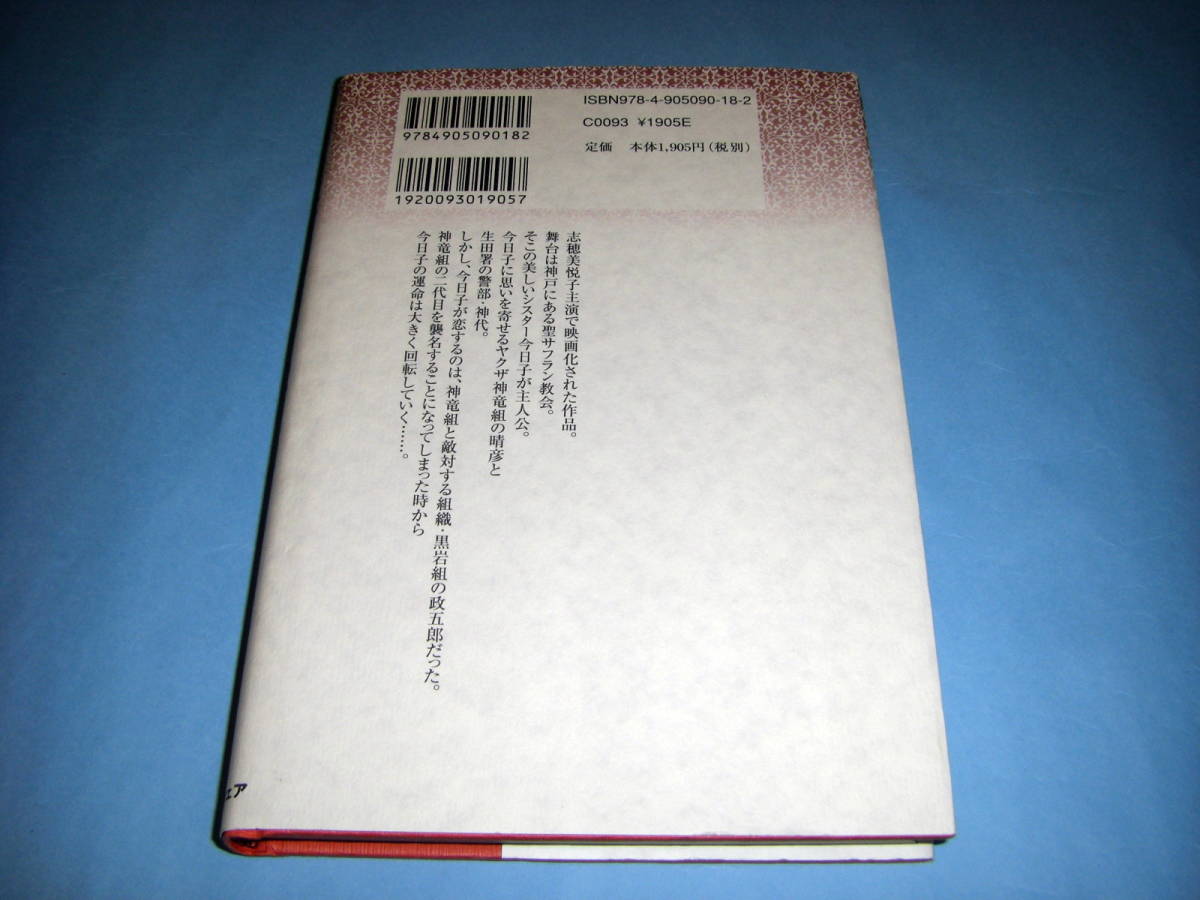 ISBN978-4-905090-18-2
C0093 ¥1905E
定価 本体1,905円(税別)
9784905090182
1920093019057
志穂美悦子主演で映画化された作品。
舞台は神戸にある聖サフラン教会。
そこの美しいシスター今日子が主人公。
今日子に思いを寄せるヤクザ神竜組の晴彦と
生田署の警部・神代。
しかし、今日子が恋するのは、神竜組と敵対する組織・黒岩組の政五郎だった。
神竜組の二代目を襲名することになってしまった時から
今日子の運命は大きく回転していく……。
ェア